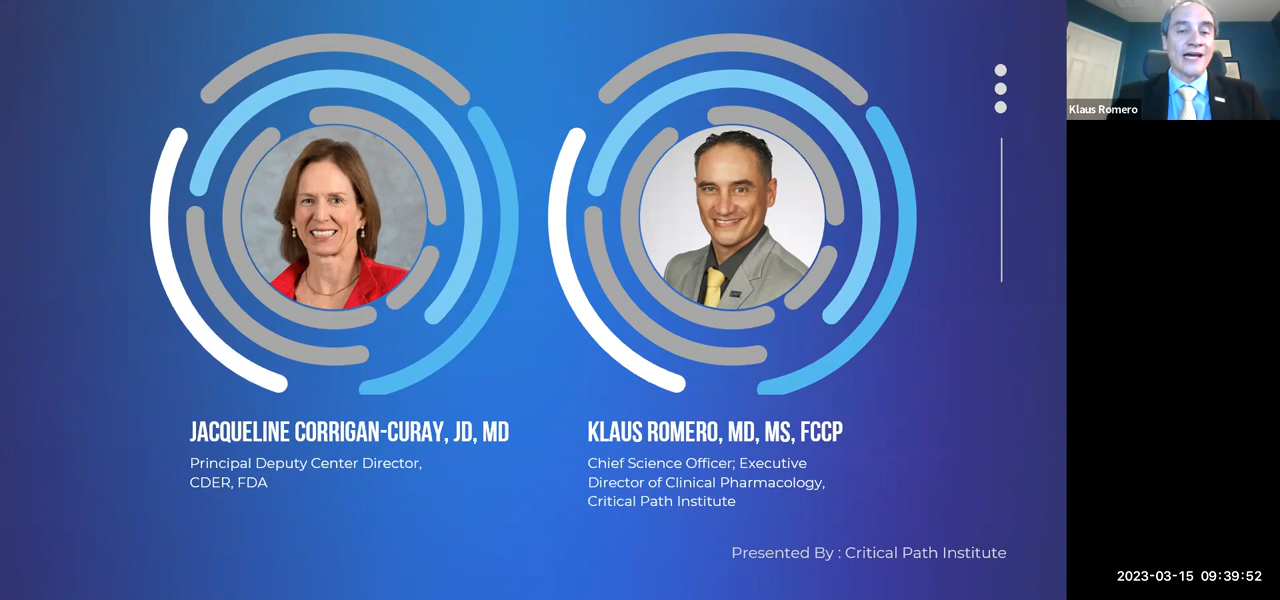 Klaus Romero
JACQUELINE CORRIGAN-CURAY, JD, MD
Principal Deputy Center Director,
CDER, FDA
KLAUS ROMERO, MD, MS, FCCP
Chief Science Officer; Executive
Director of Clinical Pharmacology,
Critical Path Institute
Presented By : Critical Path Institute
2023-03-15 09:39:52